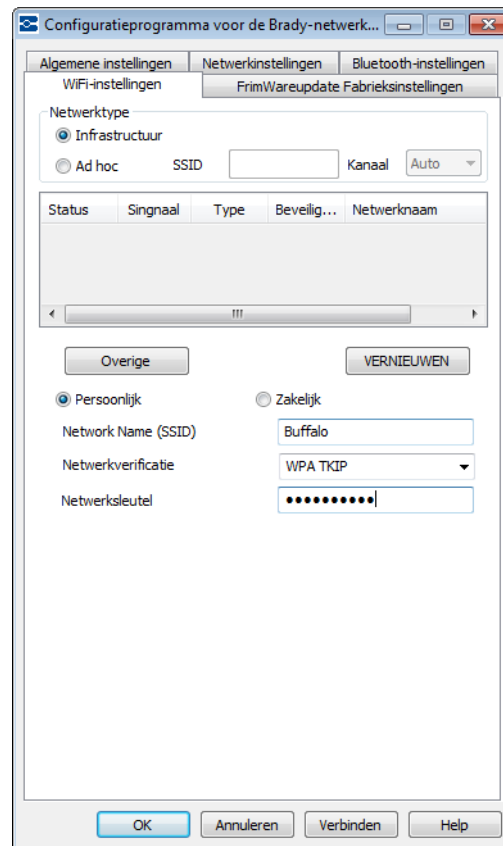 Configuratieprogramma voor de Brady-netwerk...
Algemene instellingen Netwerkinstellingen Bluetooth-instellingen
WiFi-instellingen FrimWareupdate Fabrieksinstellingen
Netwerktype
Infrastructuur
Ad hoc SSID Kanaal Auto
Status Singnaal Type Beveilig... Netwerknaam
Overige VERNIEUWEN
Persoonlijk Zakelijk
Network Name (SSID) Buffalo
Netwerkverificatie WPA TKIP
Netwerksleutel ●●●●●●●●●●
OK Annuleren Verbinden Help